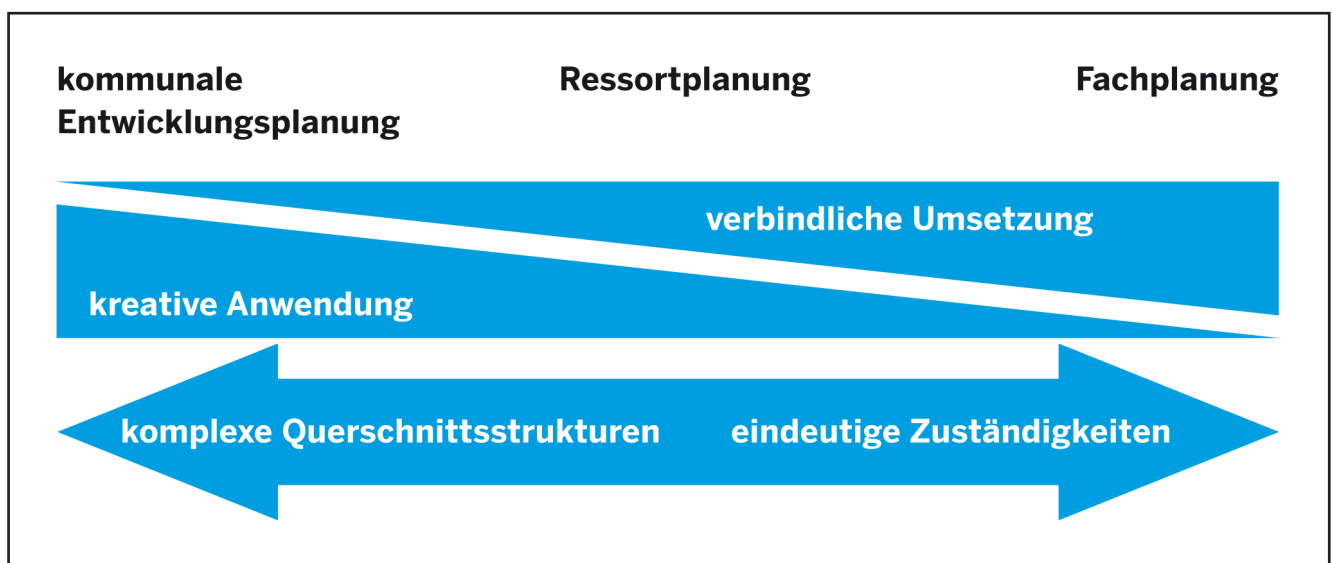 kommunale
Entwicklungsplanung
Ressortplanung
Fachplanung
verbindliche Umsetzung
kreative Anwendung
komplexe Querschnittsstrukturen
eindeutige Zuständigkeiten